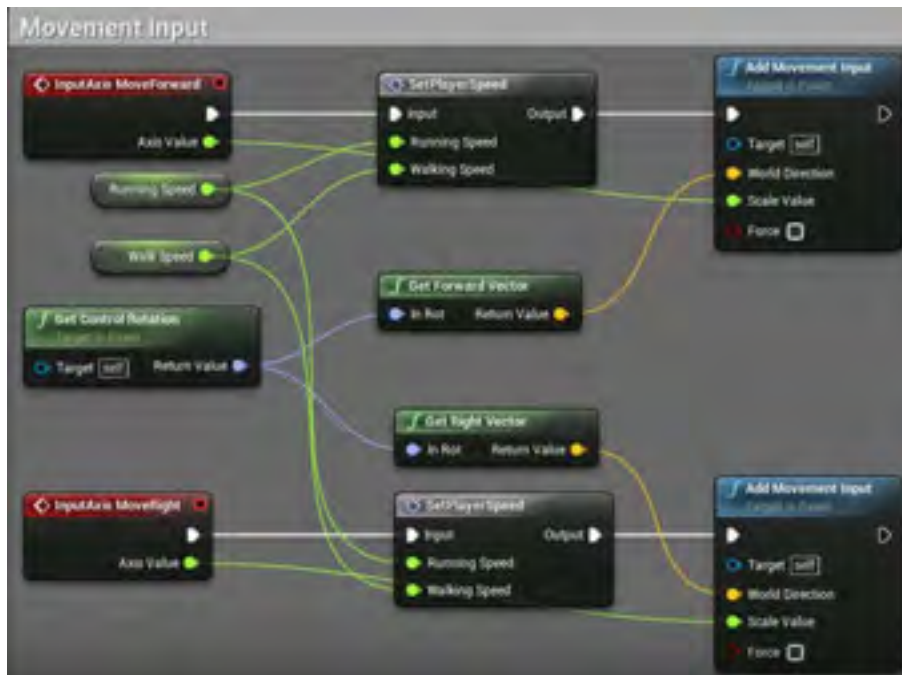 Movement Input
InputAxis MoveForward
Axis Value
Running Speed
Walk Speed
SetPlayerSpeed
Input Output
Running Speed
Walking Speed
Add Movement Input
Target is Pawn
Target self
World Direction
Scale Value
Force
Get Forward Vector
In Rot Return Value
Get Control Rotation
Target is Pawn
Target self Return Value
Get Right Vector
In Rot Return Value
InputAxis MoveRight
Axis Value
SetPlayerSpeed
Input Output
Running Speed
Walking Speed
Add Movement Input
Target is Pawn
Target self
World Direction
Scale Value
Force